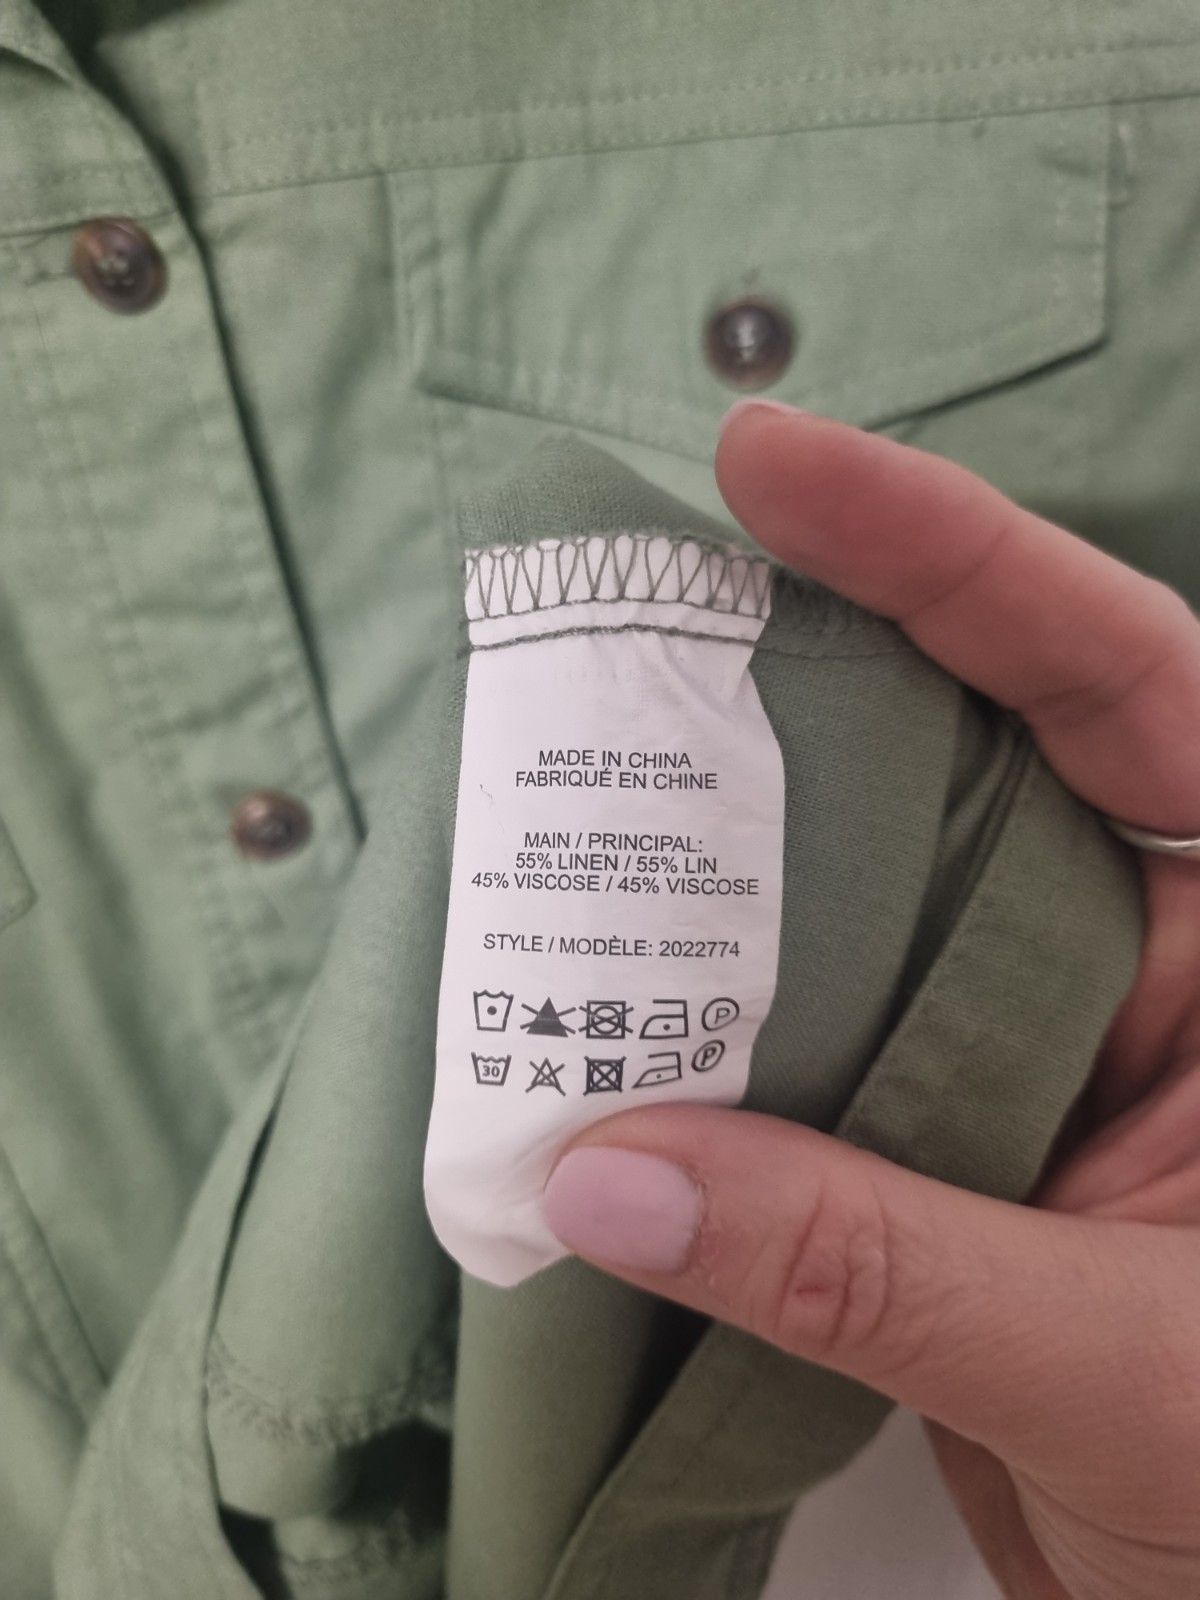 MADE IN CHINA
FABRIQUÉ EN CHINE
MAIN / PRINCIPAL:
55% LINEN / 55% LIN
45% VISCOSE / 45% VISCOSE
STYLE / MODÈLE: 2022774
P
30 P